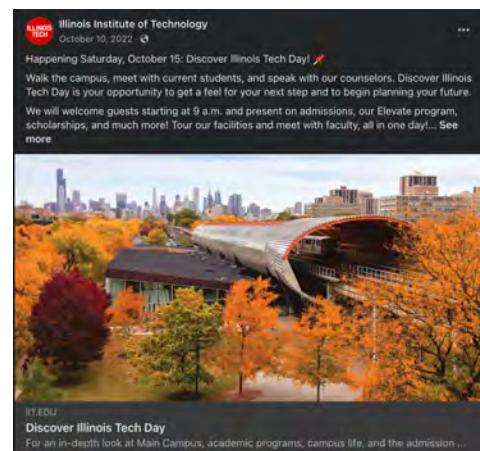 ILLINOIS TECH
Illinois Institute of Technology
October 10, 2022 ·
Happening Saturday, October 15: Discover Illinois Tech Day!
Walk the campus, meet with current students, and speak with our counselors. Discover Illinois
Tech Day is your opportunity to get a feel for your next step and to begin planning your future.
We will welcome guests starting at 9 a.m. and present on admissions, our Elevate program,
scholarships, and much more! Tour our facilities and meet with faculty, all in one day!... See
more
IIT.EDU
Discover Illinois Tech Day
For an in-depth look at Main Campus, academic programs, campus life, and the admission ...